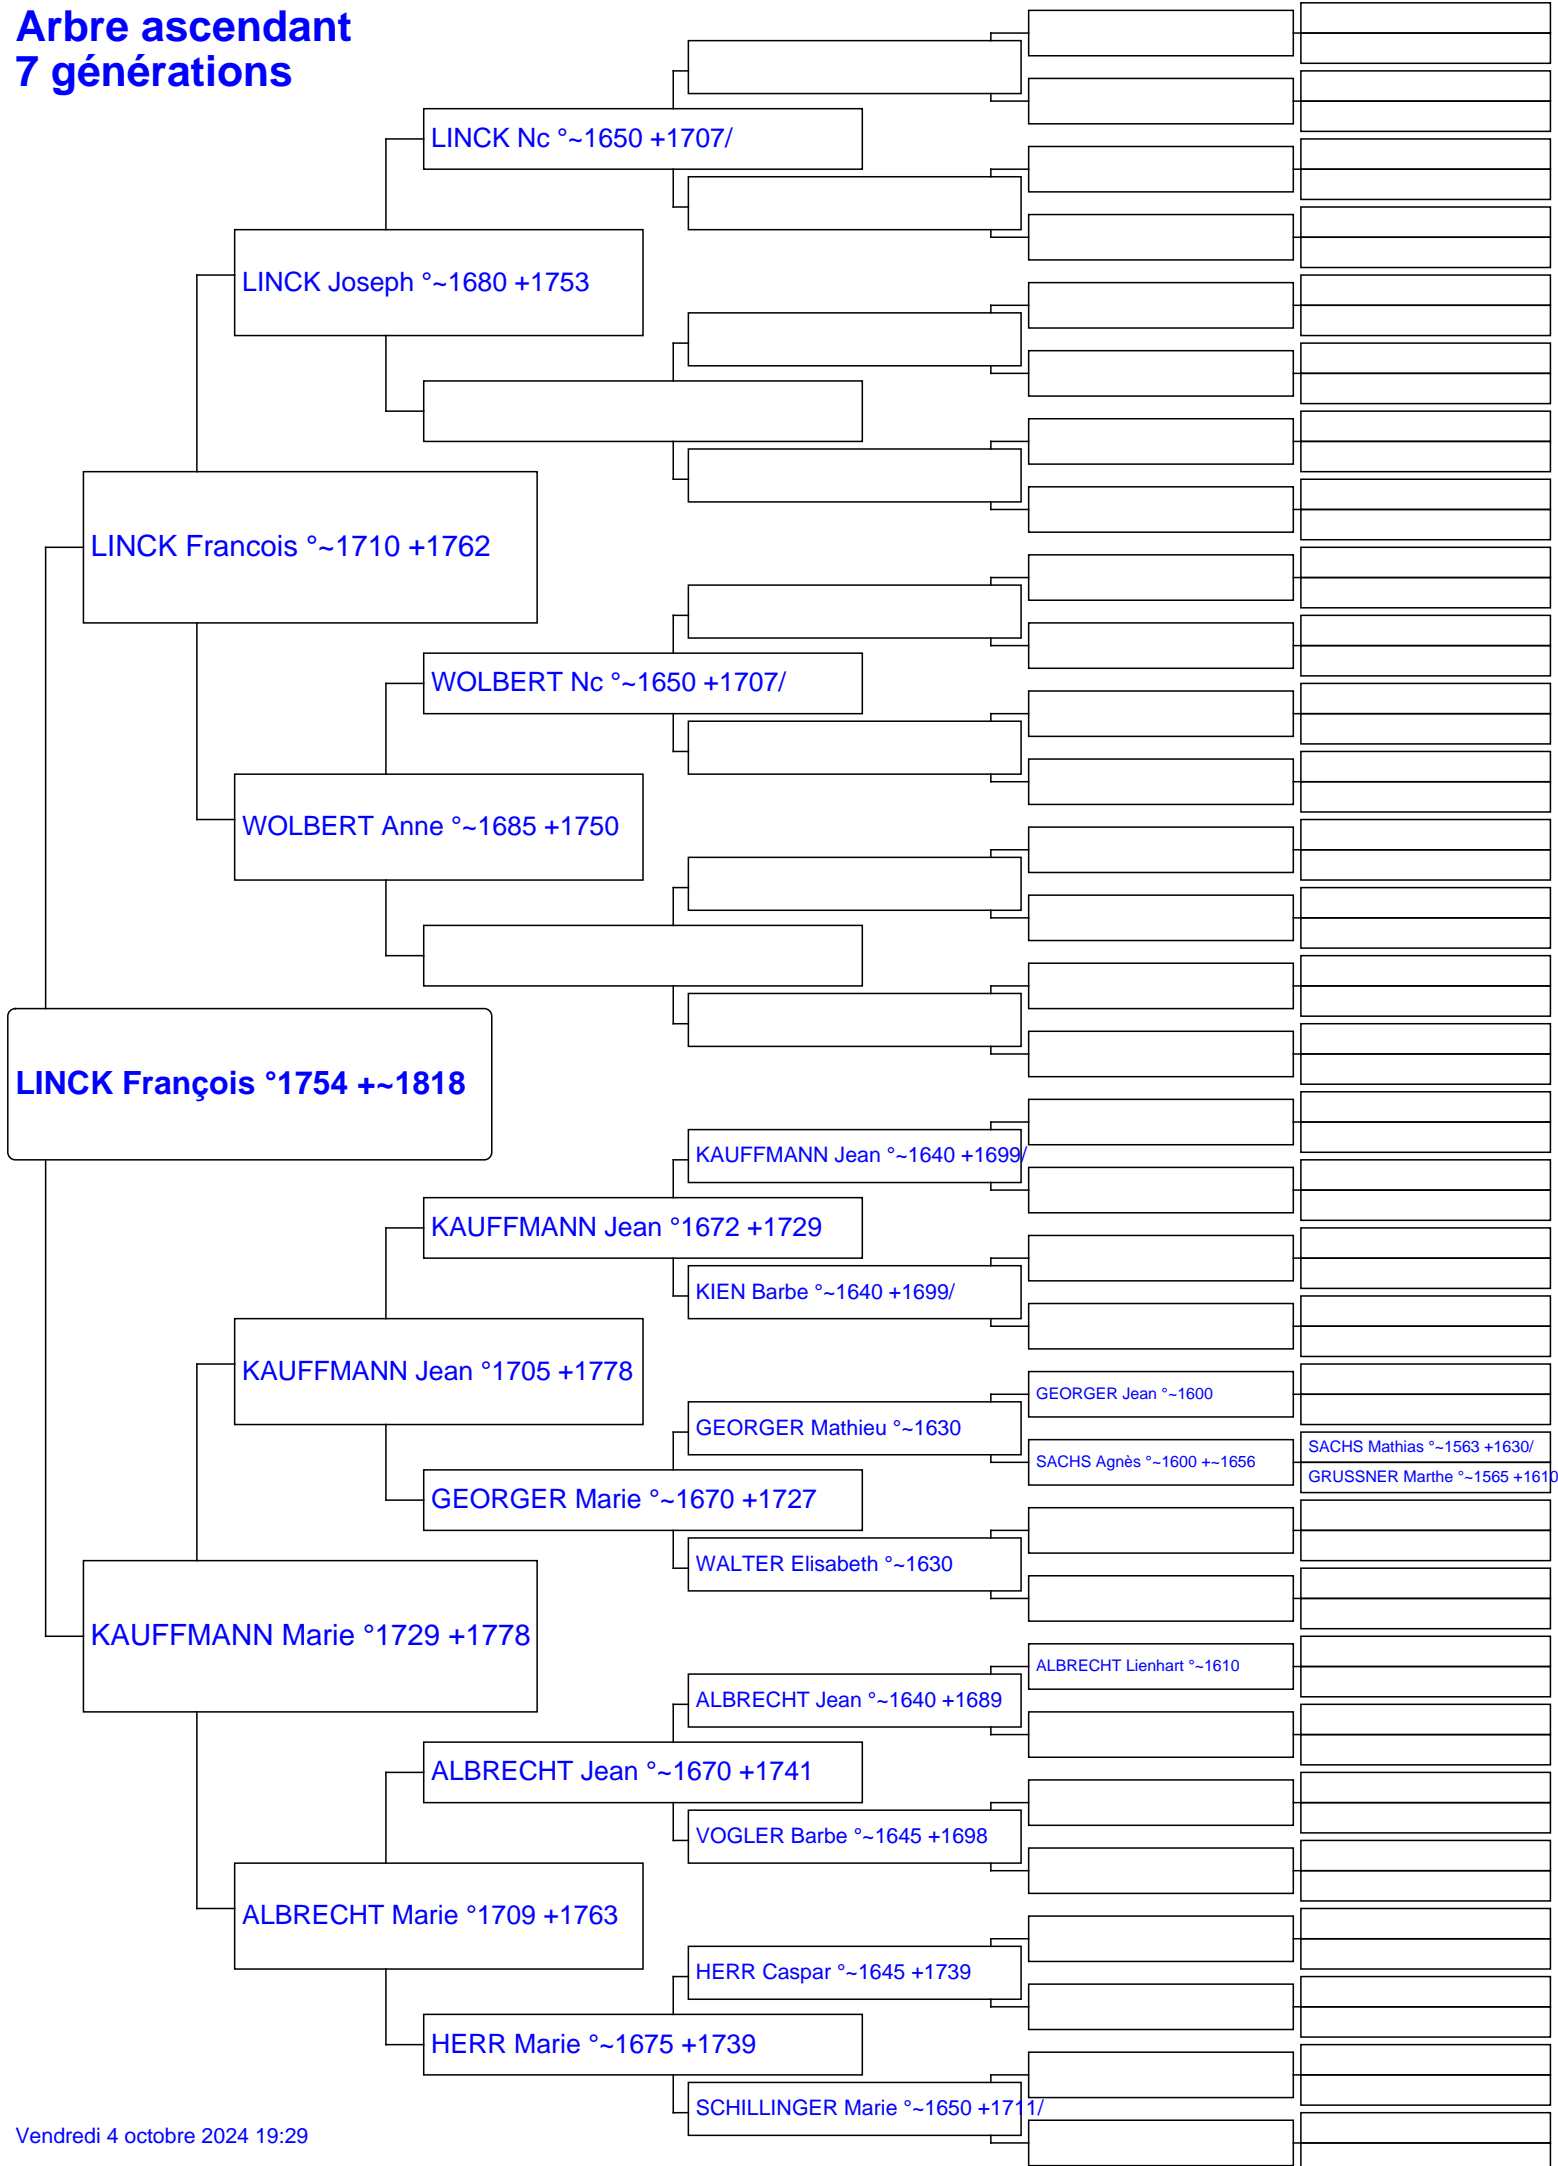 Arbre ascendant
7 générations
LINCK Nc °~1650 +1707/
LINCK Joseph °~1680 +1753
LINCK Francois °~1710 +1762
WOLBERT Nc °~1650 +1707/
WOLBERT Anne °~1685 +1750
LINCK François °1754 +~1818
KAUFFMANN Jean °~1640 +1699/
KAUFFMANN Jean °1672 +1729
KIEN Barbe °~1640 +1699/
KAUFFMANN Jean °1705 +1778
GEORGER Jean °~1600
GEORGER Mathieu °~1630
SACHS Mathias °~1563 +1630/
SACHS Agnès °~1600 +~1656
GRUSSNER Marthe °~1565 +1610
GEORGER Marie °~1670 +1727
WALTER Elisabeth °~1630
KAUFFMANN Marie °1729 +1778
ALBRECHT Lienhart °~1610
ALBRECHT Jean °~1640 +1689
ALBRECHT Jean °~1670 +1741
VOGLER Barbe °~1645 +1698
ALBRECHT Marie °1709 +1763
HERR Caspar °~1645 +1739
HERR Marie °~1675 +1739
SCHILLINGER Marie °~1650 +1711/
Vendredi 4 octobre 2024 19:29